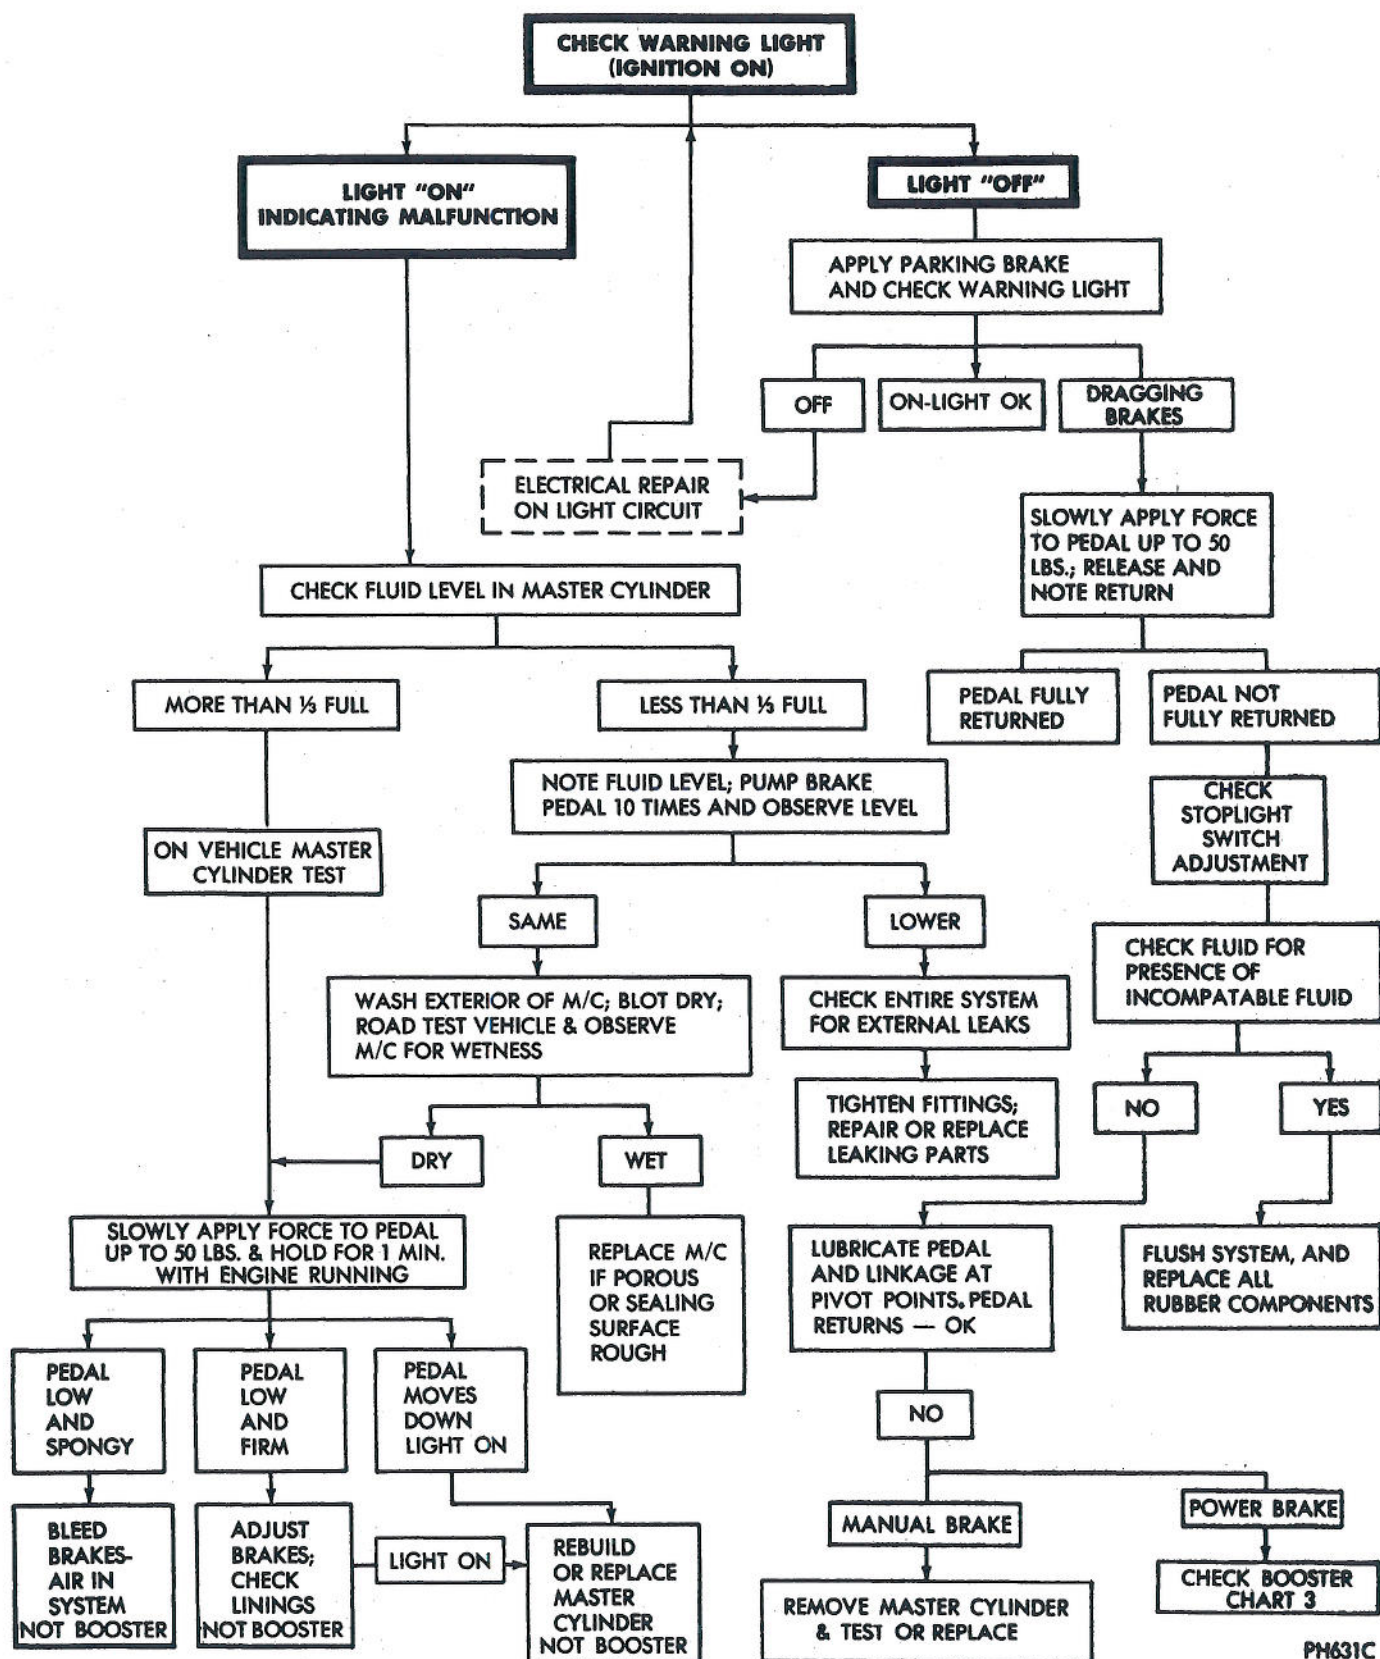 CHECK WARNING LIGHT
(IGNITION ON)
LIGHT "ON"
INDICATING MALFUNCTION
LIGHT "OFF"
APPLY PARKING BRAKE
AND CHECK WARNING LIGHT
OFF
ON-LIGHT OK
DRAGGING
BRAKES
ELECTRICAL REPAIR
ON LIGHT CIRCUIT
SLOWLY APPLY FORCE
TO PEDAL UP TO 50
LBS.; RELEASE AND
NOTE RETURN
CHECK FLUID LEVEL IN MASTER CYLINDER
MORE THAN ⅓ FULL
LESS THAN ⅓ FULL
PEDAL FULLY
RETURNED
PEDAL NOT
FULLY RETURNED
NOTE FLUID LEVEL; PUMP BRAKE
PEDAL 10 TIMES AND OBSERVE LEVEL
CHECK
STOPLIGHT
SWITCH
ADJUSTMENT
ON VEHICLE MASTER
CYLINDER TEST
SAME
LOWER
CHECK FLUID FOR
PRESENCE OF
INCOMPATABLE FLUID
WASH EXTERIOR OF M/C; BLOT DRY;
ROAD TEST VEHICLE & OBSERVE
M/C FOR WETNESS
CHECK ENTIRE SYSTEM
FOR EXTERNAL LEAKS
NO
YES
TIGHTEN FITTINGS;
REPAIR OR REPLACE
LEAKING PARTS
DRY
WET
SLOWLY APPLY FORCE TO PEDAL
UP TO 50 LBS. & HOLD FOR 1 MIN.
WITH ENGINE RUNNING
REPLACE M/C
IF POROUS
OR SEALING
SURFACE
ROUGH
LUBRICATE PEDAL
AND LINKAGE AT
PIVOT POINTS. PEDAL
RETURNS — OK
FLUSH SYSTEM, AND
REPLACE ALL
RUBBER COMPONENTS
PEDAL
LOW
AND
SPONGY
PEDAL
LOW
AND
FIRM
PEDAL
MOVES
DOWN
LIGHT ON
NO
BLEED
BRAKES-
AIR IN
SYSTEM
NOT BOOSTER
ADJUST
BRAKES;
CHECK
LININGS
NOT BOOSTER
LIGHT ON
REBUILD
OR REPLACE
MASTER
CYLINDER
NOT BOOSTER
MANUAL BRAKE
POWER BRAKE
REMOVE MASTER CYLINDER
& TEST OR REPLACE
CHECK BOOSTER
CHART 3
PH631C